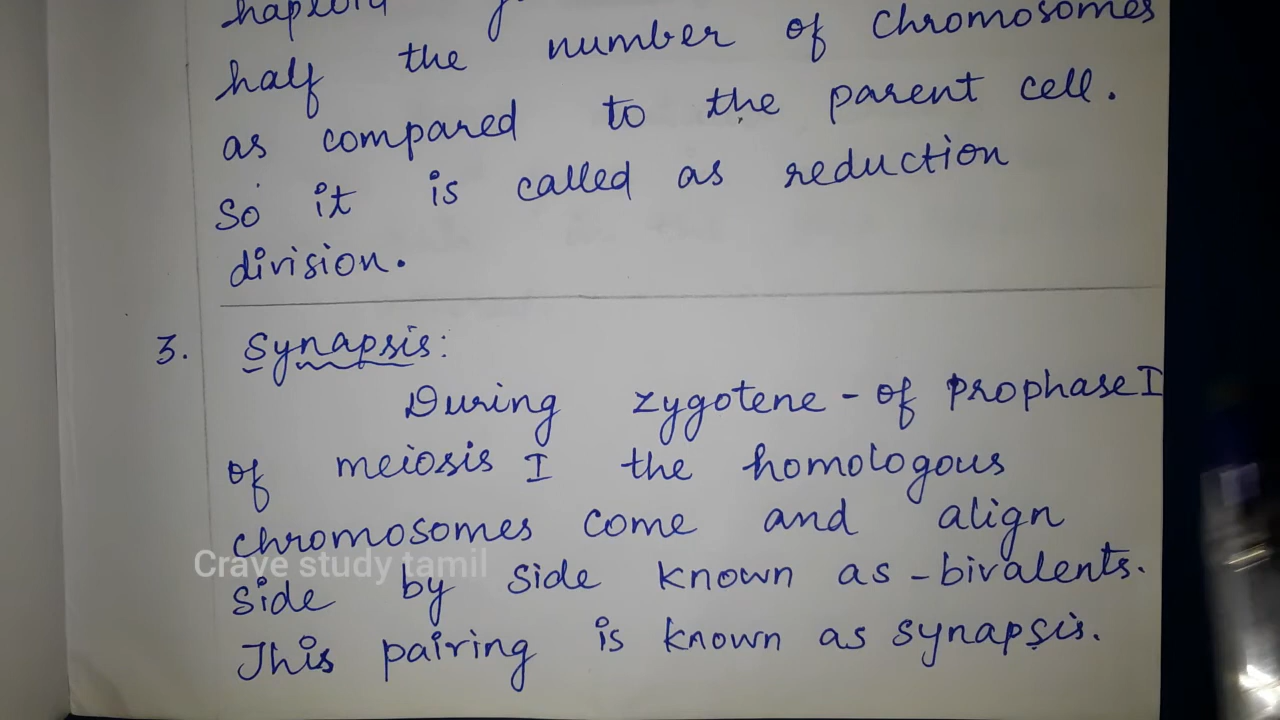 haploid
half the number of chromosomes
as compared to the parent cell.
So it is called as reduction
division.
3. Synapsis:
During zygotene - of prophase I
of meiosis I the homologous
chromosomes come and align
Crave study tamil
side by side known as - bivalents.
This pairing is known as synapsis.